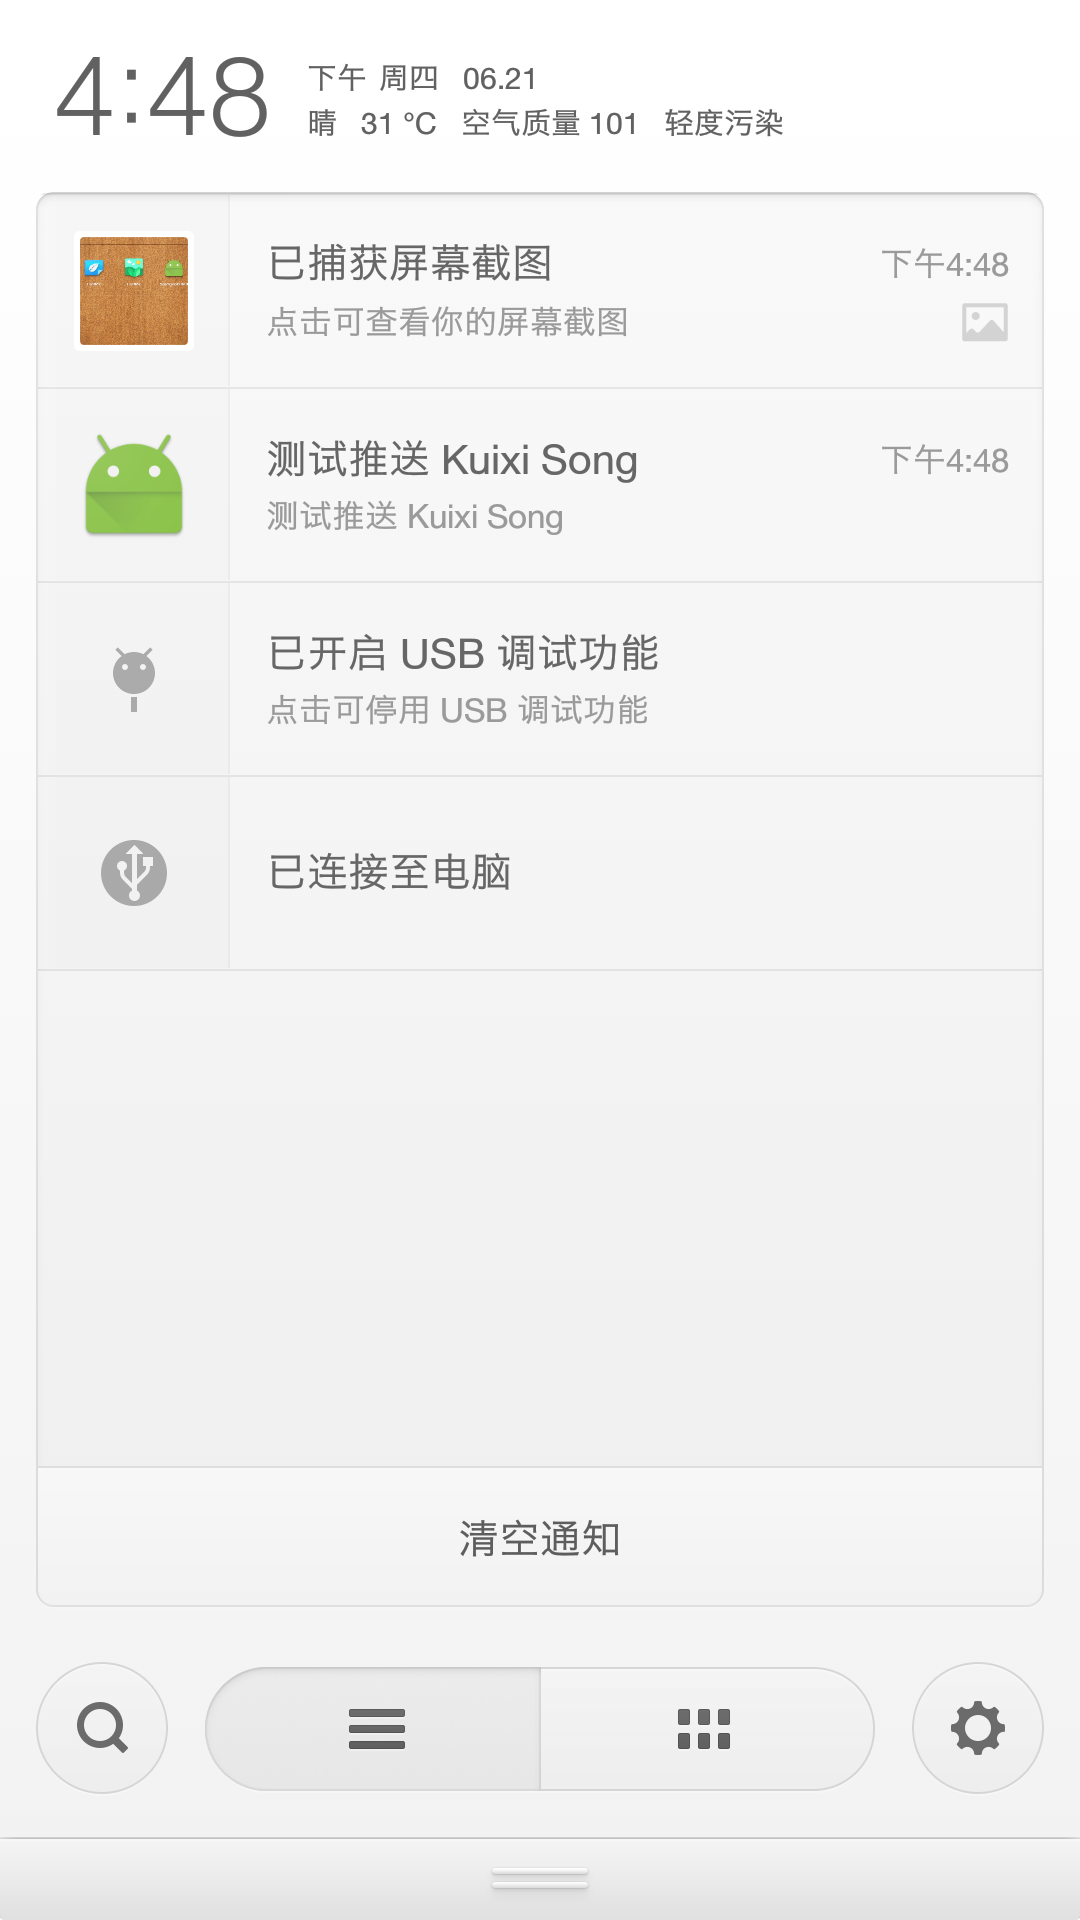 4:48
下午 周四 06.21
晴 31 °C 空气质量 101 轻度污染
已捕获屏幕截图
下午4:48
点击可查看你的屏幕截图
测试推送 Kuixi Song
下午4:48
测试推送 Kuixi Song
已开启 USB 调试功能
点击可停用 USB 调试功能
已连接至电脑
清空通知